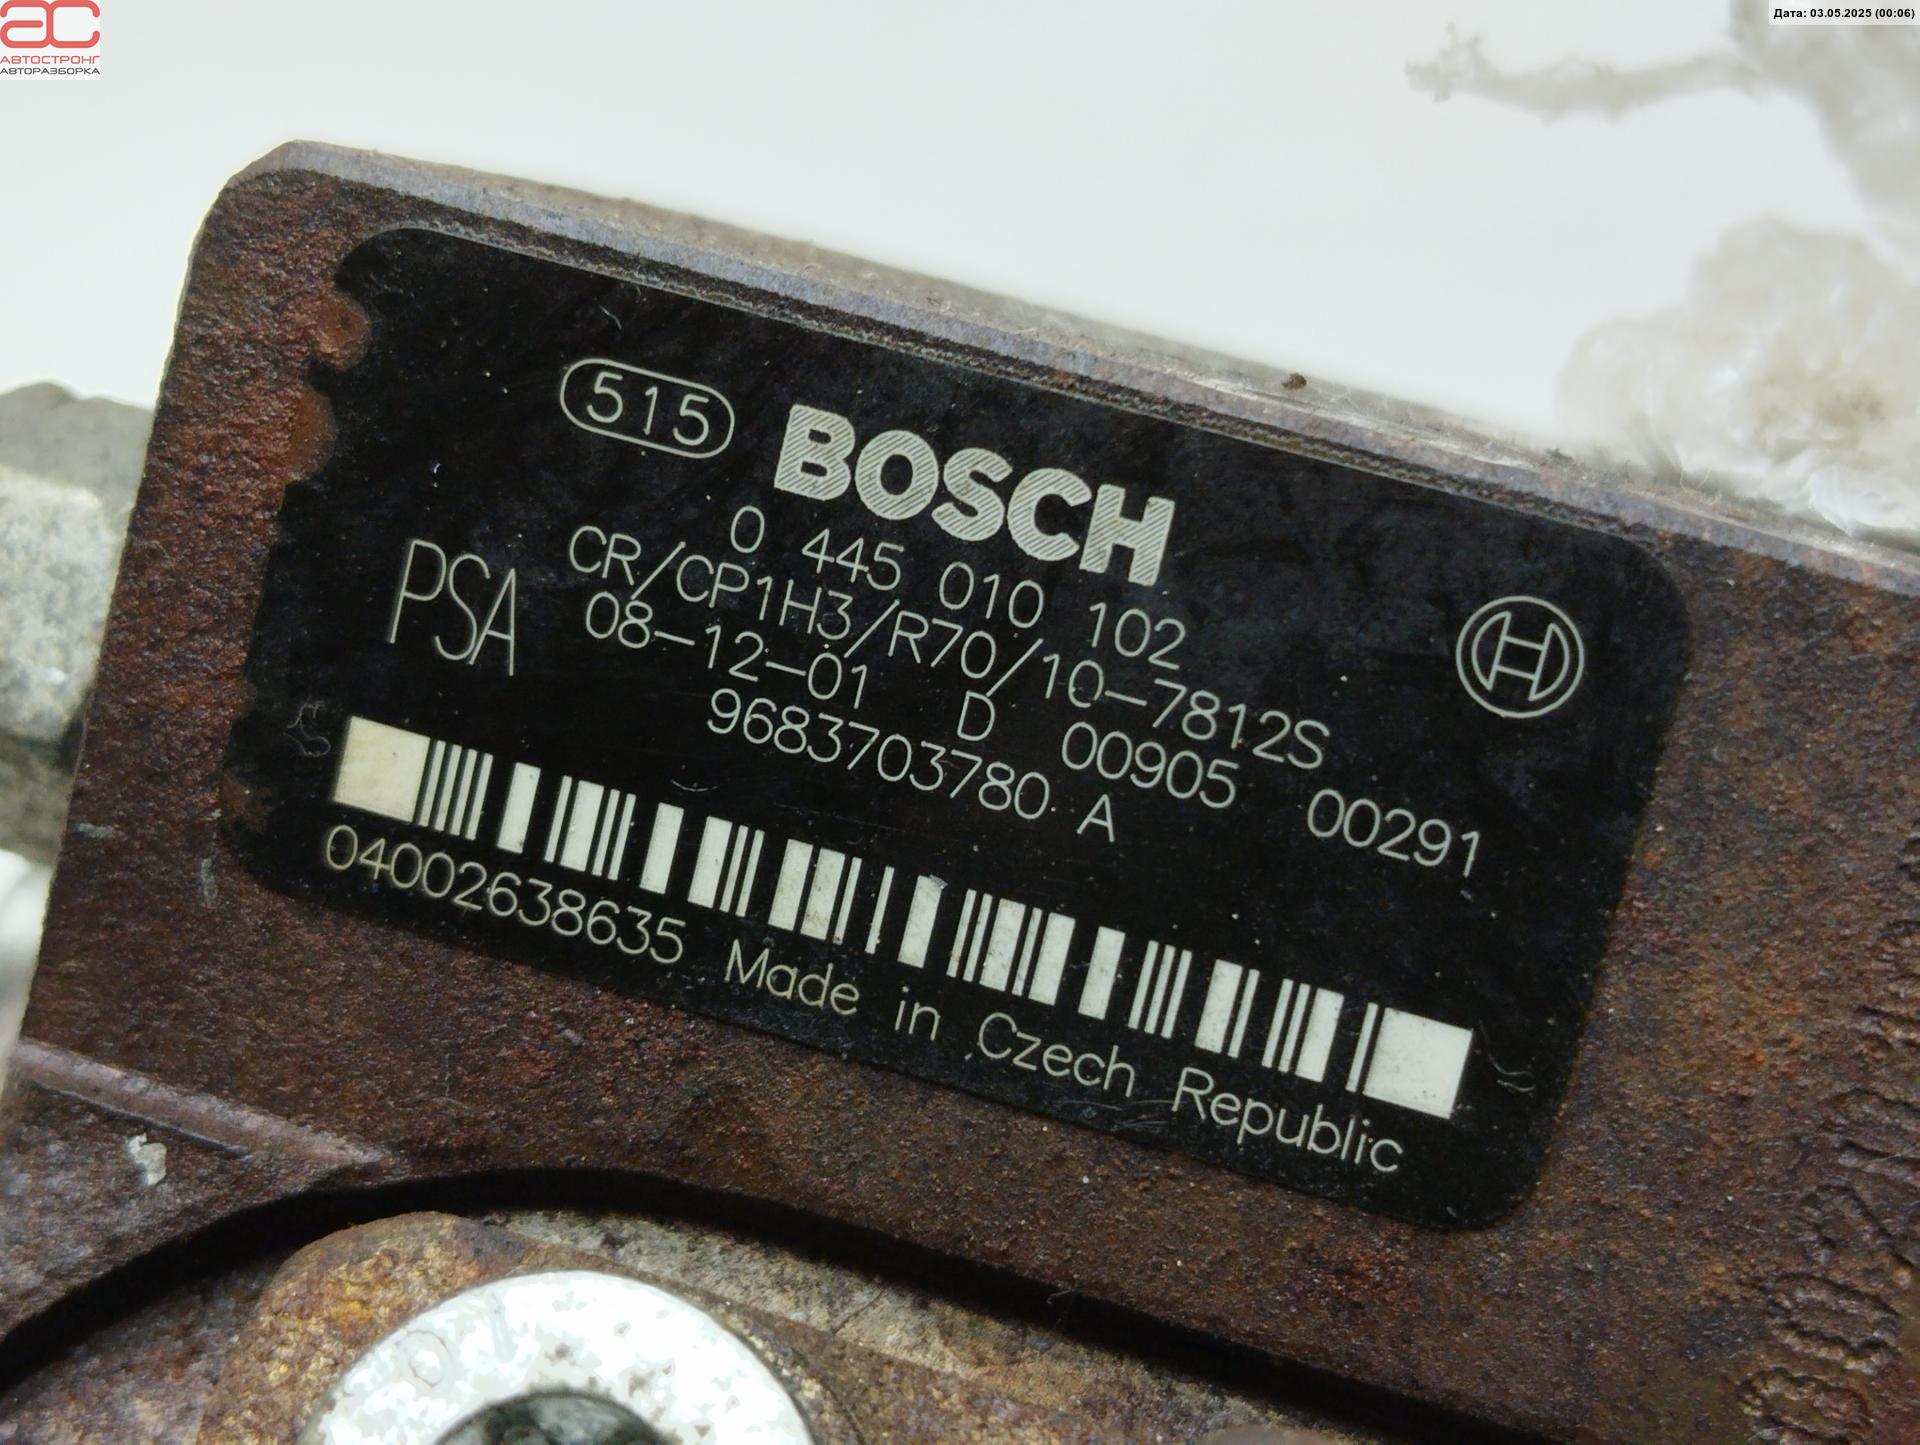 ac
АВТОСТРОНГ
АВТОРАЗБОРКА
Дата: 03.05.2025 (00:06)
515 BOSCH
0 445 010 102
CR/CP1H3/R70/10-7812S
PSA
08-12-01 D 00905 00291
9683703780 A
04002638635 Made in Czech Republic